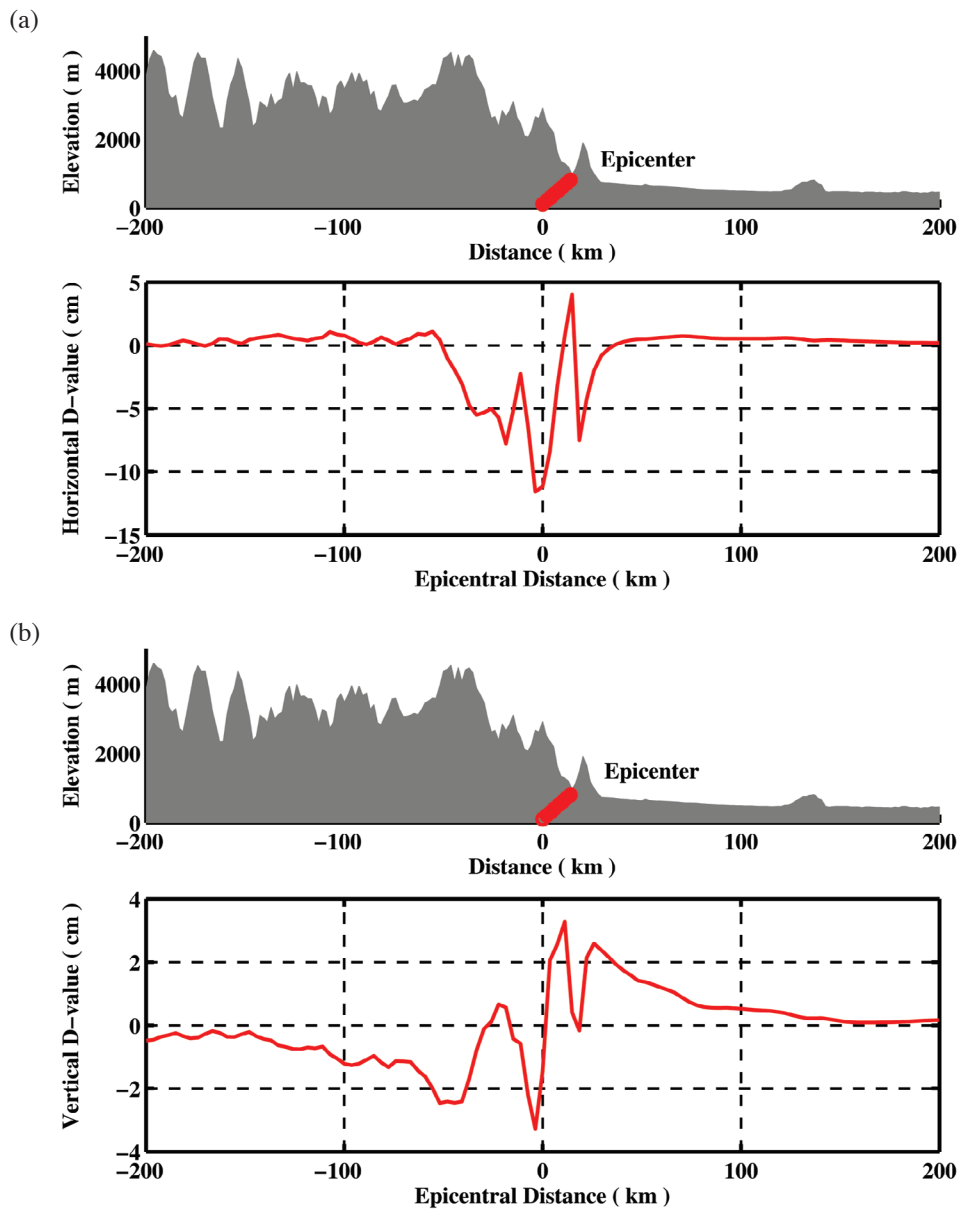 (a)
Elevation ( m )
4000
2000
0
Epicenter
−200 −100 0 100 200
Distance ( km )
Horizontal D−value ( cm )
5
0
−5
−10
−15
−200 −100 0 100 200
Epicentral Distance ( km )
(b)
Elevation ( m )
4000
2000
0
Epicenter
−200 −100 0 100 200
Distance ( km )
Vertical D−value ( cm )
4
2
0
−2
−4
−200 −100 0 100 200
Epicentral Distance ( km )